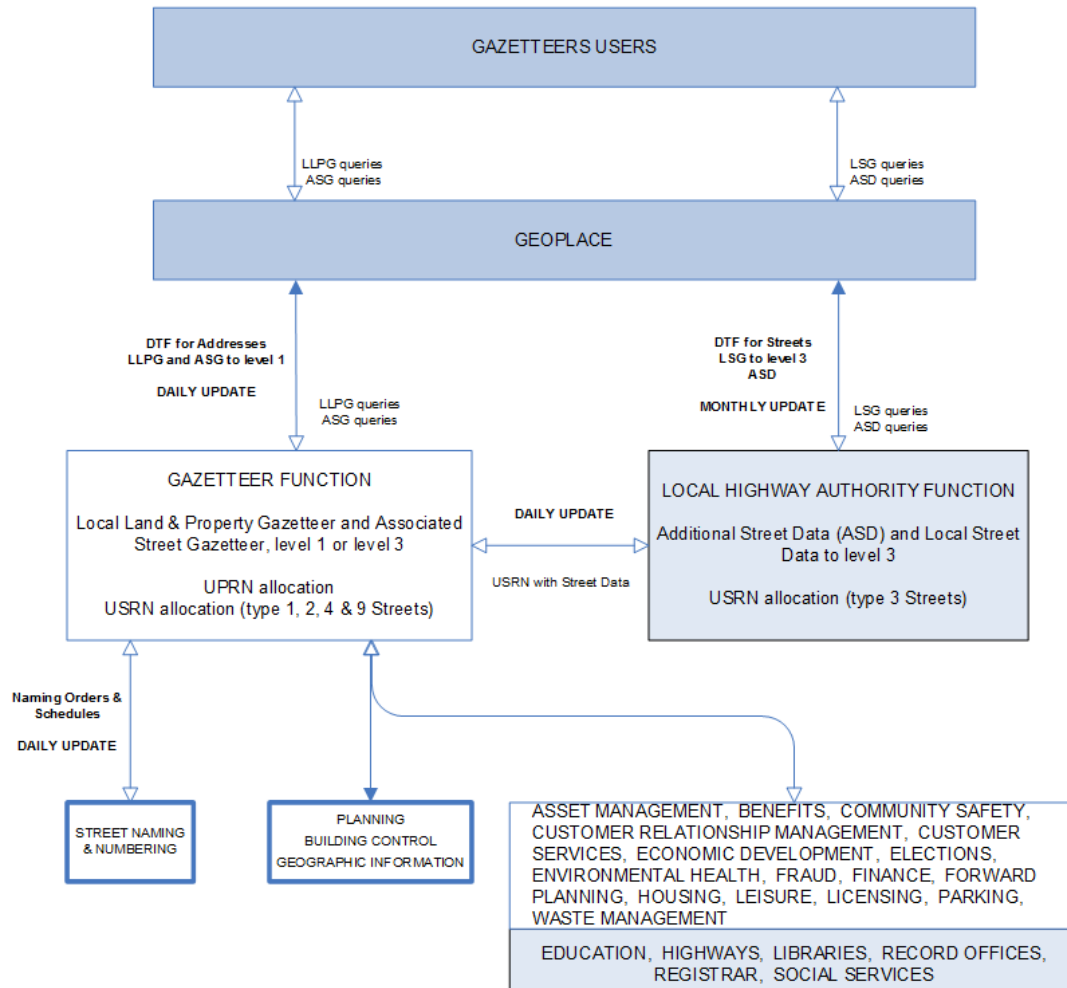 GAZETTEERS USERS
LLPG queries
ASG queries
LSG queries
ASD queries
GEOPLACE
DTF for Addresses
LLPG and ASG to level 1
DAILY UPDATE
LLPG queries
ASG queries
DTF for Streets
LSG to level 3
ASD
MONTHLY UPDATE
LSG queries
ASD queries
GAZETTEER FUNCTION
Local Land & Property Gazetteer and Associated
Street Gazetteer, level 1 or level 3
UPRN allocation
USRN allocation (type 1, 2, 4 & 9 Streets)
DAILY UPDATE
USRN with Street Data
LOCAL HIGHWAY AUTHORITY FUNCTION
Additional Street Data (ASD) and Local Street
Data to level 3
USRN allocation (type 3 Streets)
Naming Orders &
Schedules
DAILY UPDATE
STREET NAMING
& NUMBERING
PLANNING
BUILDING CONTROL
GEOGRAPHIC INFORMATION
ASSET MANAGEMENT, BENEFITS, COMMUNITY SAFETY,
CUSTOMER RELATIONSHIP MANAGEMENT, CUSTOMER
SERVICES, ECONOMIC DEVELOPMENT, ELECTIONS,
ENVIRONMENTAL HEALTH, FRAUD, FINANCE, FORWARD
PLANNING, HOUSING, LEISURE, LICENSING, PARKING,
WASTE MANAGEMENT
EDUCATION, HIGHWAYS, LIBRARIES, RECORD OFFICES,
REGISTRAR, SOCIAL SERVICES